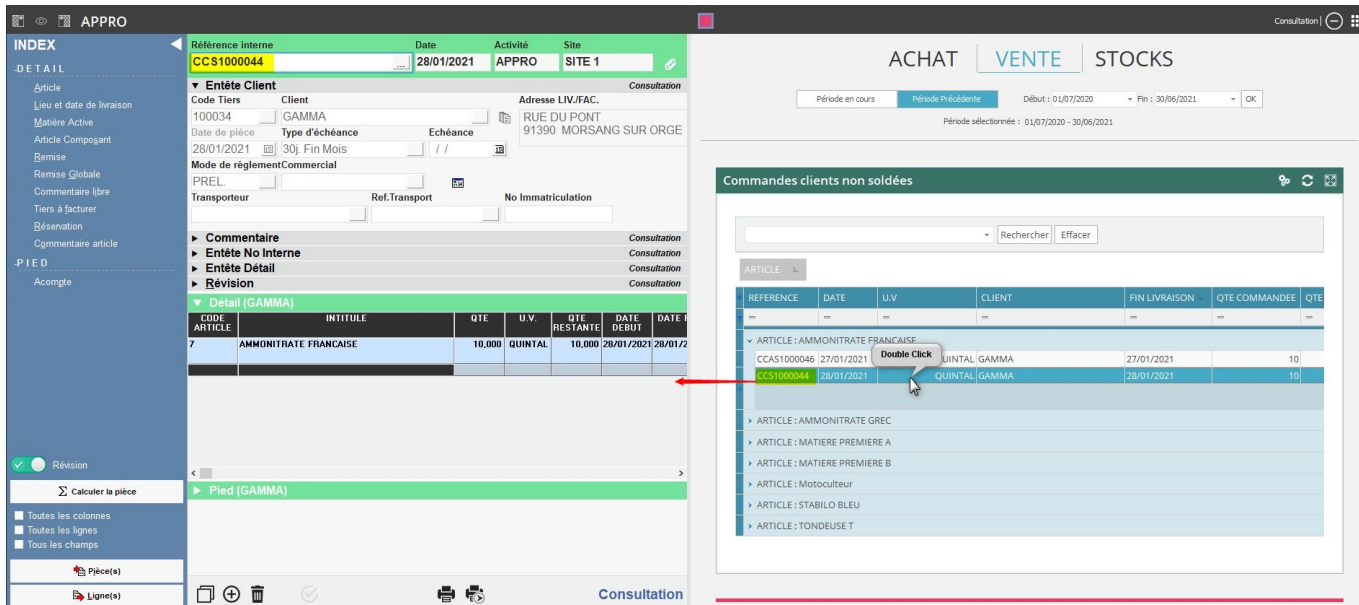 APPRO
Consultation |
INDEX
DETAIL
Article
Lieu et date de livraison
Matière Active
Article Composant
Remise
Remise Globale
Commentaire libre
Tiers à facturer
Réservation
Commentaire article
PIED
Acompte
Révision
Σ Calculer la pièce
Toutes les colonnes
Toutes les lignes
Tous les champs
Pièce(s)
Ligne(s)
Référence interne Date Activité Site
CCS1000044 ... 28/01/2021 APPRO SITE 1
Entête Client Consultation
Code Tiers Client Adresse LIV./FAC.
100034 GAMMA RUE DU PONT
91390 MORSANG SUR ORGE
Date de pièce Type d'échéance Echéance
28/01/2021 30j. Fin Mois / /
Mode de règlement Commercial
PREL.
Transporteur Ref.Transport No Immatriculation
Commentaire Consultation
Entête No Interne Consultation
Entête Détail Consultation
Révision Consultation
Détail (GAMMA)
CODE ARTICLE INTITULE QTE U.V. QTE RESTANTE DATE DEBUT DATE F
7 AMMONITRATE FRANCAISE 10,000 QUINTAL 10,000 28/01/2021 28/01/2
Pied (GAMMA)
Consultation
ACHAT VENTE STOCKS
Période en cours Période Précédente Début : 01/07/2020 Fin : 30/06/2021 OK
Période sélectionnée : 01/07/2020 - 30/06/2021
Commandes clients non soldées
Rechercher Effacer
ARTICLE
REFERENCE DATE U.V CLIENT FIN LIVRAISON QTE COMMANDEE QTE
= = = = = = =
ARTICLE : AMMONITRATE FRANCAISE
CCAS1000046 27/01/2021 UINTAL GAMMA 27/01/2021 10
Double Click
CCS1000044 28/01/2021 QUINTAL GAMMA 28/01/2021 10
ARTICLE : AMMONITRATE GREC
ARTICLE : MATIERE PREMIERE A
ARTICLE : MATIERE PREMIERE B
ARTICLE : Motoculteur
ARTICLE : STABILO BLEU
ARTICLE : TONDEUSE T